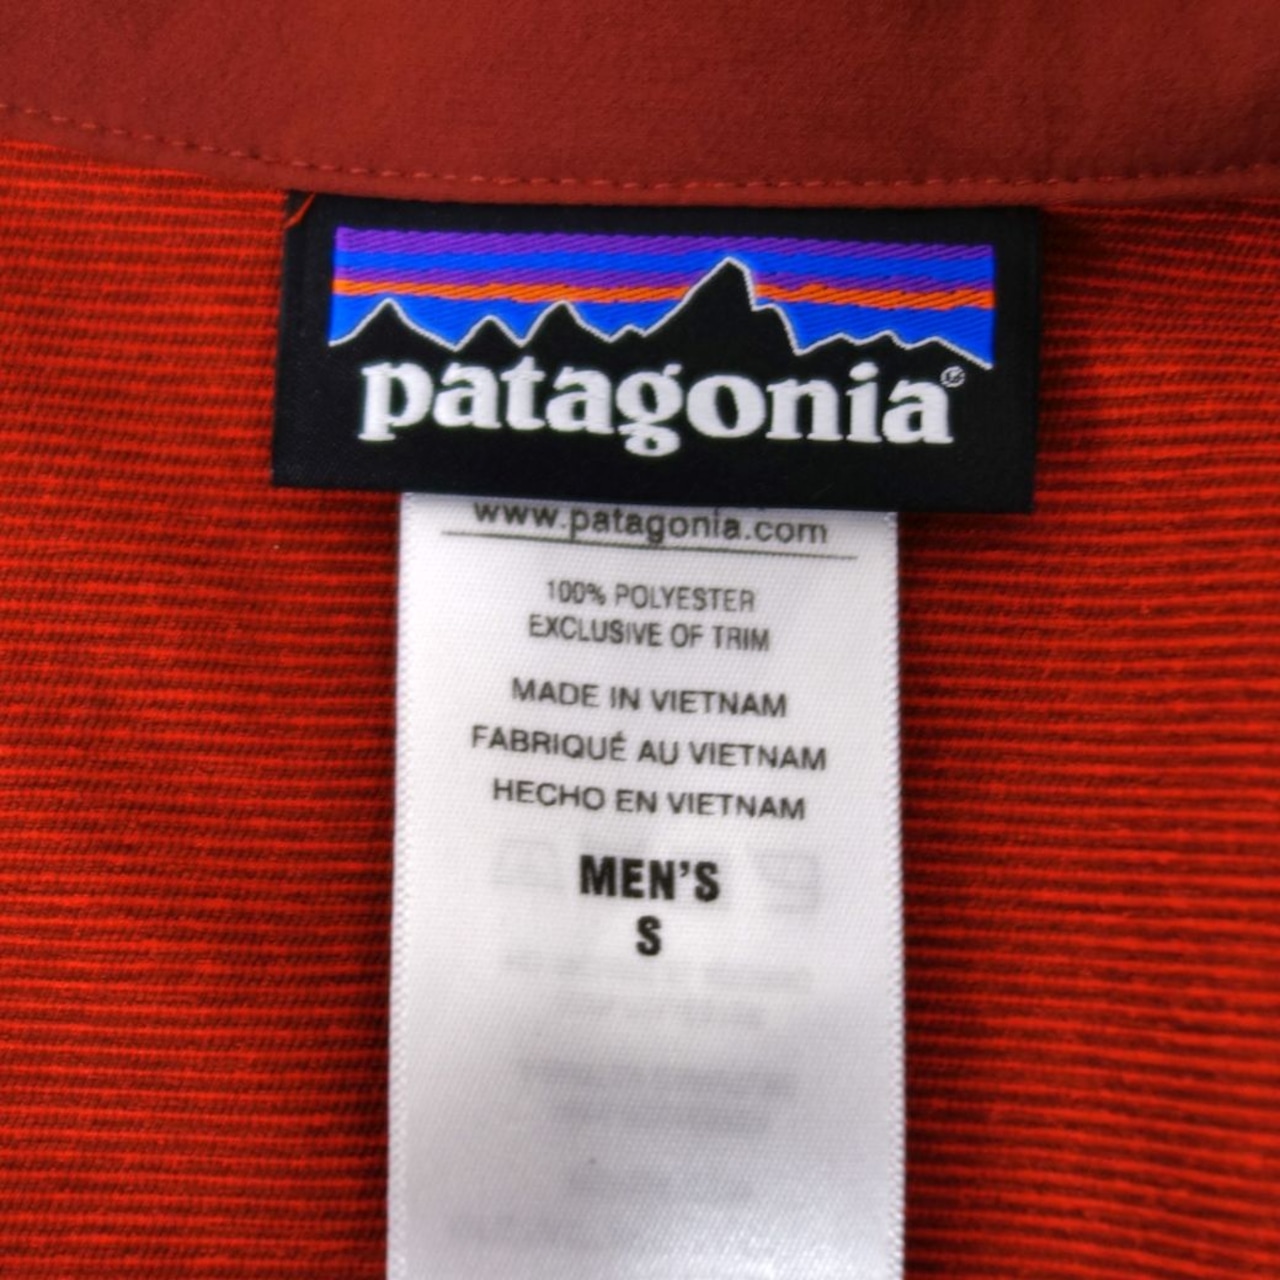 patagonia®
www.patagonia.com
100% POLYESTER
EXCLUSIVE OF TRIM
MADE IN VIETNAM
FABRIQUÉ AU VIETNAM
HECHO EN VIETNAM
MEN'S
S